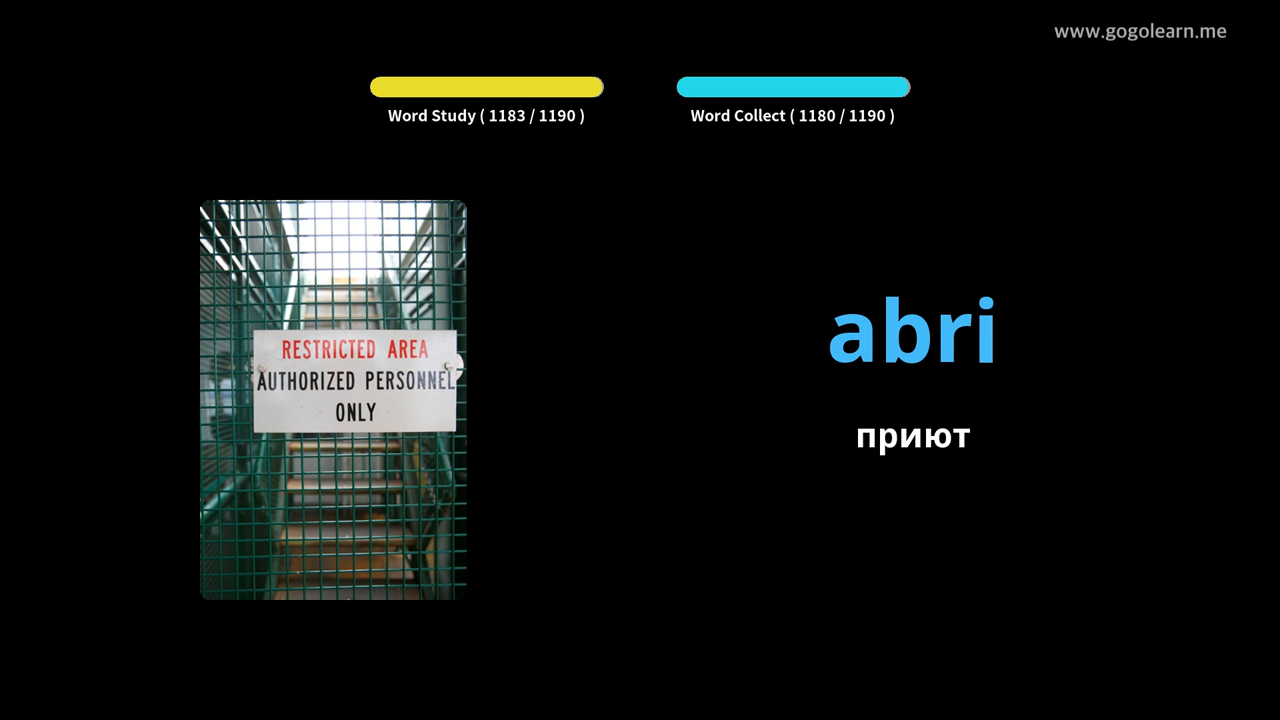 www.gogolearn.me
Word Study ( 1183 / 1190 )
Word Collect ( 1180 / 1190 )
RESTRICTED AREA
AUTHORIZED PERSONNEL
ONLY
abri
приют